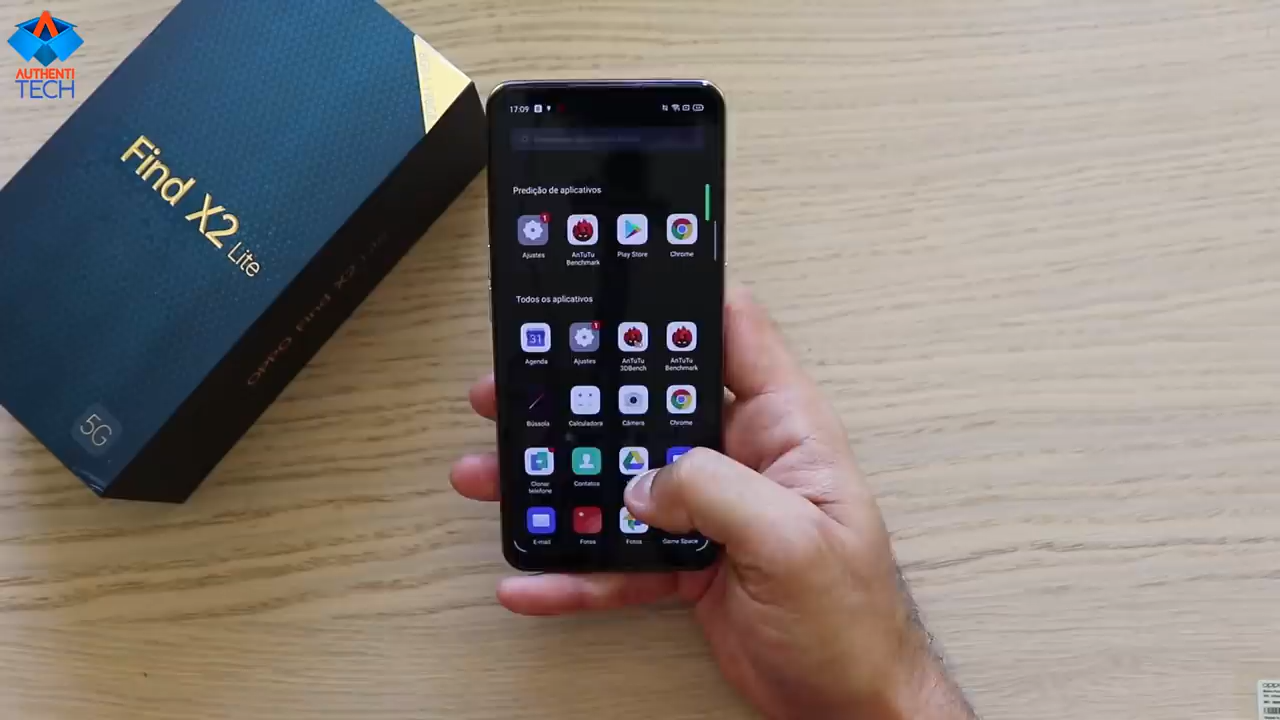 AUTHENTI
TECH
Find X2 Lite
OPPO Find X2 Lite
5G
17:09
Predição de aplicativos
1
Ajustes
AnTuTu
Benchmark
Play Store
Chrome
Todos os aplicativos
31
1
Agenda
Ajustes
AnTuTu
3DBench
AnTuTu
Benchmark
Bússola
Calculadora
Câmera
Chrome
Clonar
telefone
Contatos
E-mail
Fotos
Fotos
Game Space